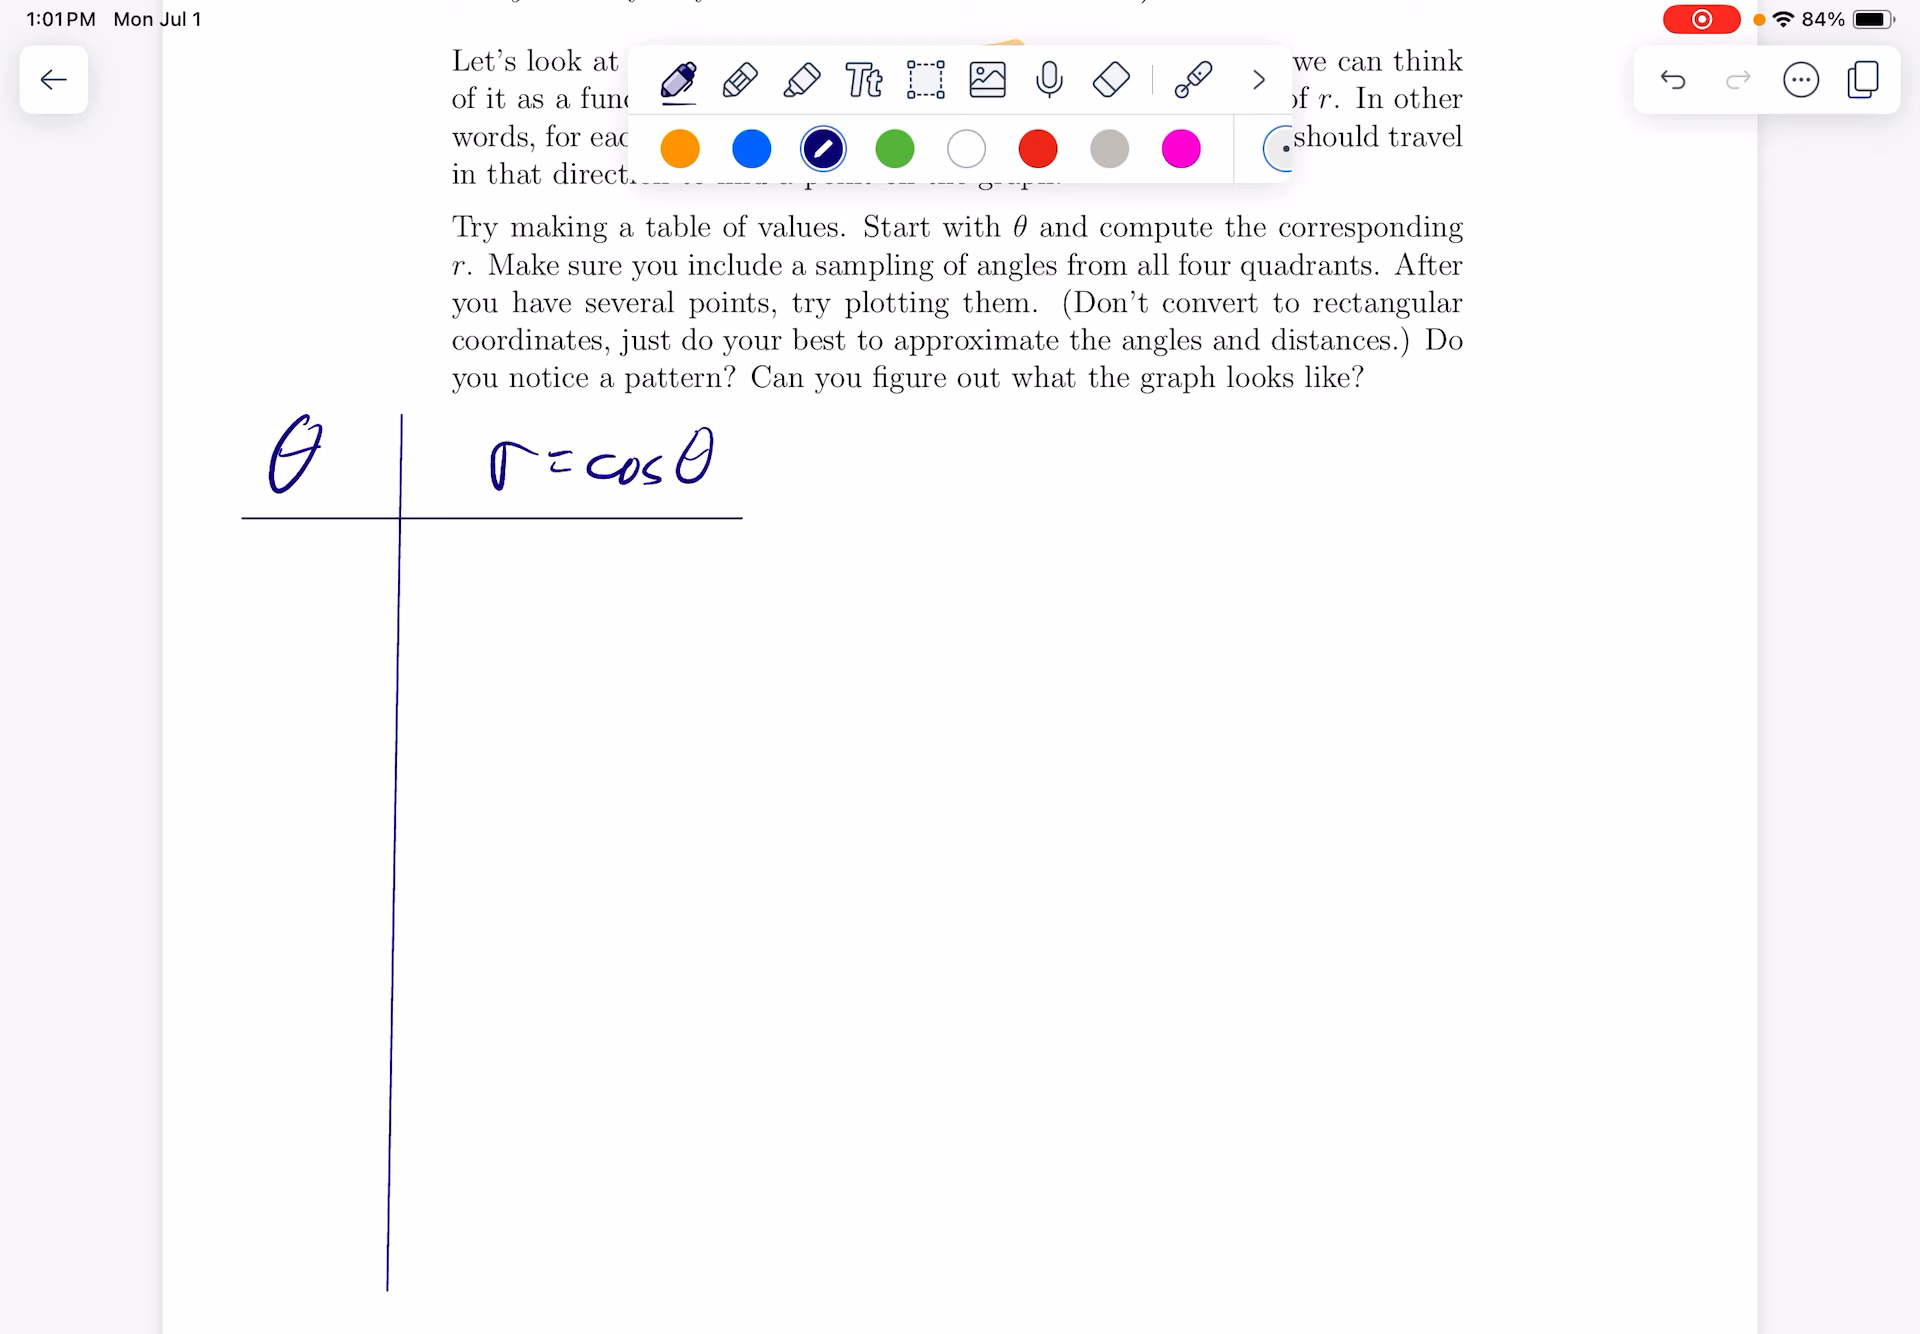 1:01 PM Mon Jul 1
84%
Let's look at we can think
of it as a func of r. In other
words, for eac should travel
in that direct
Tt
Try making a table of values. Start with θ and compute the corresponding
r. Make sure you include a sampling of angles from all four quadrants. After
you have several points, try plotting them. (Don't convert to rectangular
coordinates, just do your best to approximate the angles and distances.) Do
you notice a pattern? Can you figure out what the graph looks like?
θ r = cos θ